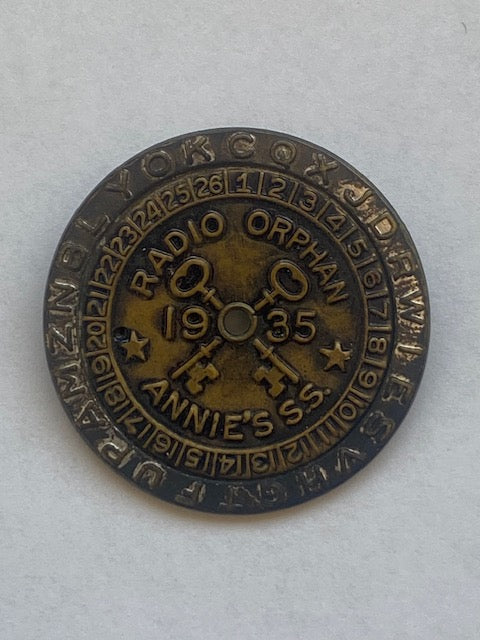 RADIO ORPHAN
19 35
ANNIE'S S.S.
1 2 3 4 5 6 7 8 9 10 11 12 13 14 15 16 17 18 19 20 21 22 23 24 25 26
C Q X J D R W I E S V H G T F U P A M Z N B L Y O K